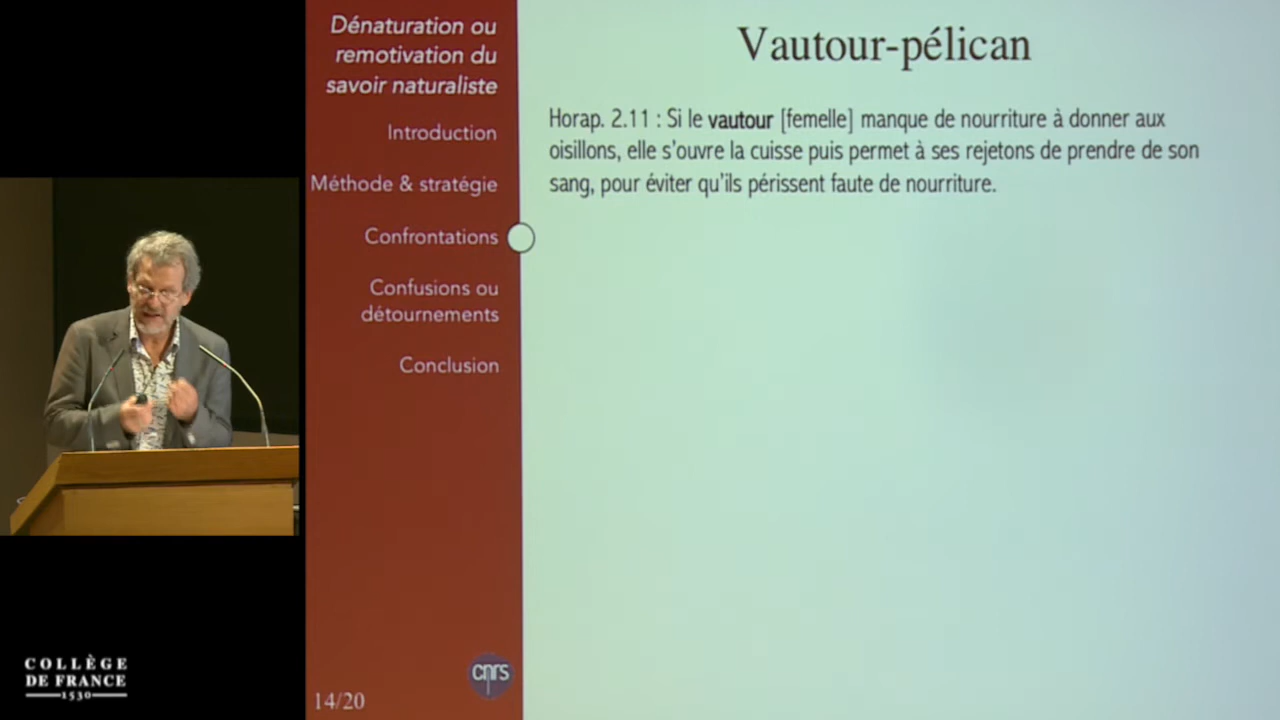 Dénaturation ou
remotivation du
savoir naturaliste
Introduction
Méthode & stratégie
Confrontations
Confusions ou
détournements
Conclusion
cnrs
14/20
Vautour-pélican
Horap. 2.11 : Si le vautour [femelle] manque de nourriture à donner aux
oisillons, elle s'ouvre la cuisse puis permet à ses rejetons de prendre de son
sang, pour éviter qu'ils périssent faute de nourriture.
COLLÈGE
DE FRANCE
1530